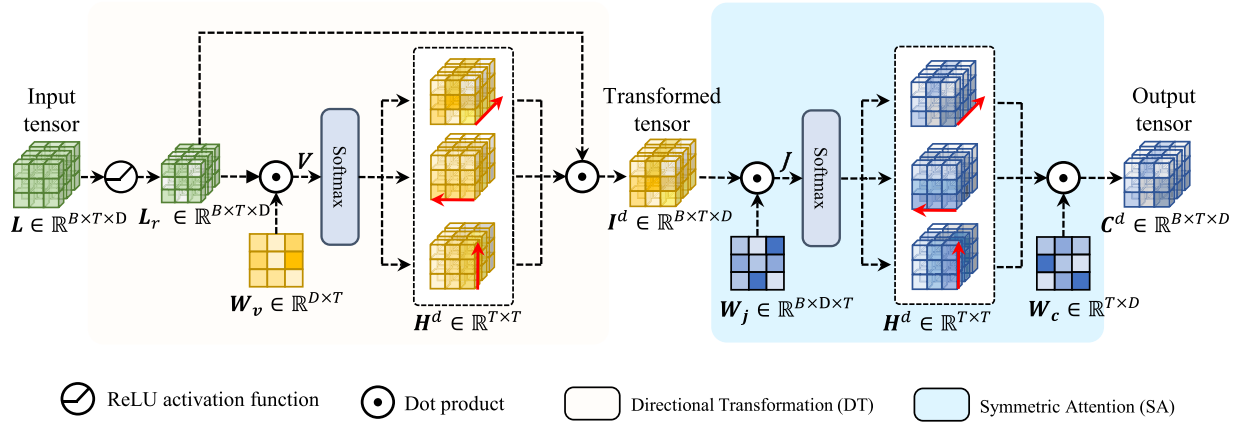 Input
tensor
L ∈ ℝ^{B×T×D}
L_r ∈ ℝ^{B×T×D}
V
W_v ∈ ℝ^{D×T}
Softmax
H^d ∈ ℝ^{T×T}
Transformed
tensor
I^d ∈ ℝ^{B×T×D}
J
W_j ∈ ℝ^{B×D×T}
Softmax
H^d ∈ ℝ^{T×T}
W_c ∈ ℝ^{T×D}
Output
tensor
C^d ∈ ℝ^{B×T×D}
ReLU activation function
Dot product
Directional Transformation (DT)
Symmetric Attention (SA)